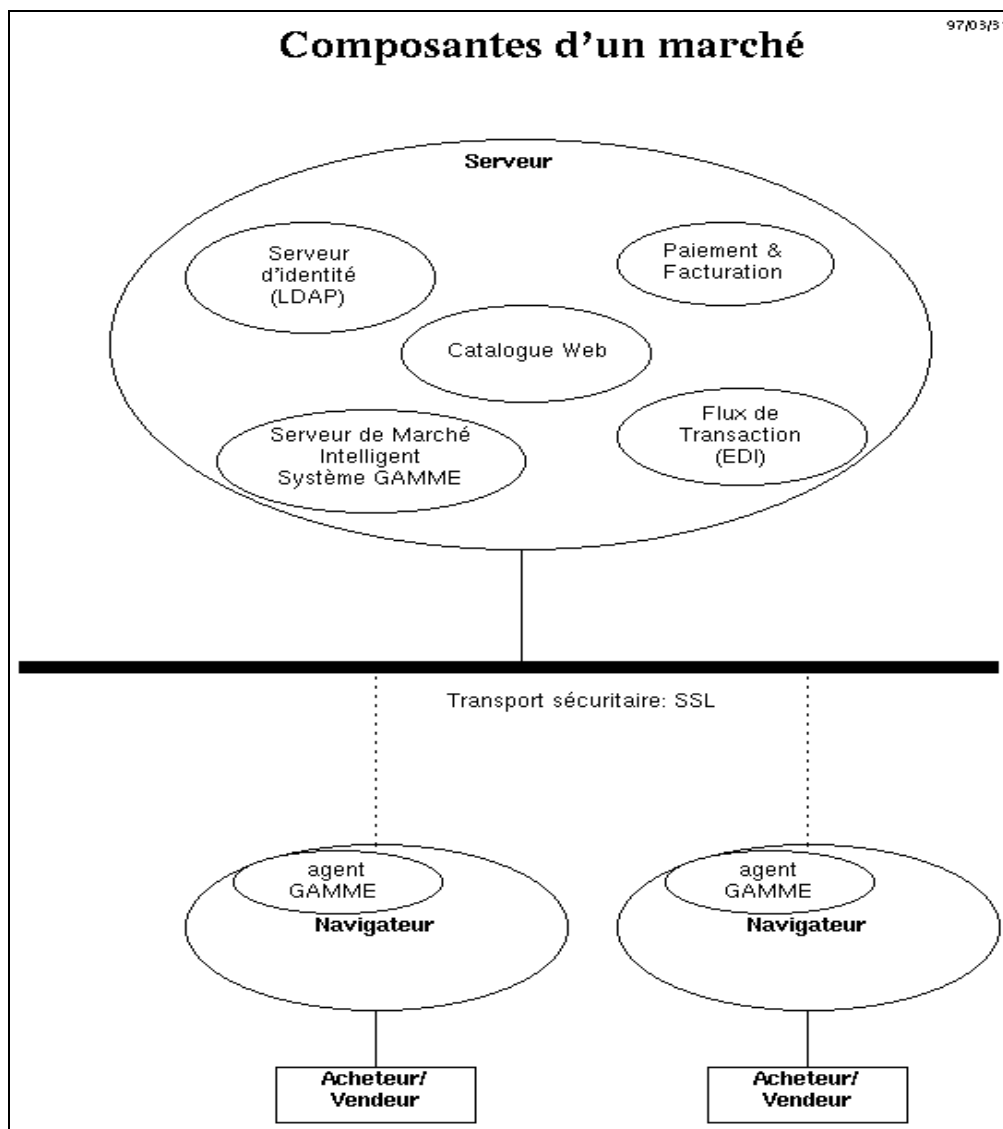 97/03/3
Composantes d'un marché
Serveur
Serveur
d'identité
(LDAP)
Paiement &
Facturation
Catalogue Web
Serveur de Marché
Intelligent
Système GAMME
Flux de
Transaction
(EDI)
Transport sécuritaire: SSL
agent
GAMME
Navigateur
agent
GAMME
Navigateur
Acheteur/
Vendeur
Acheteur/
Vendeur